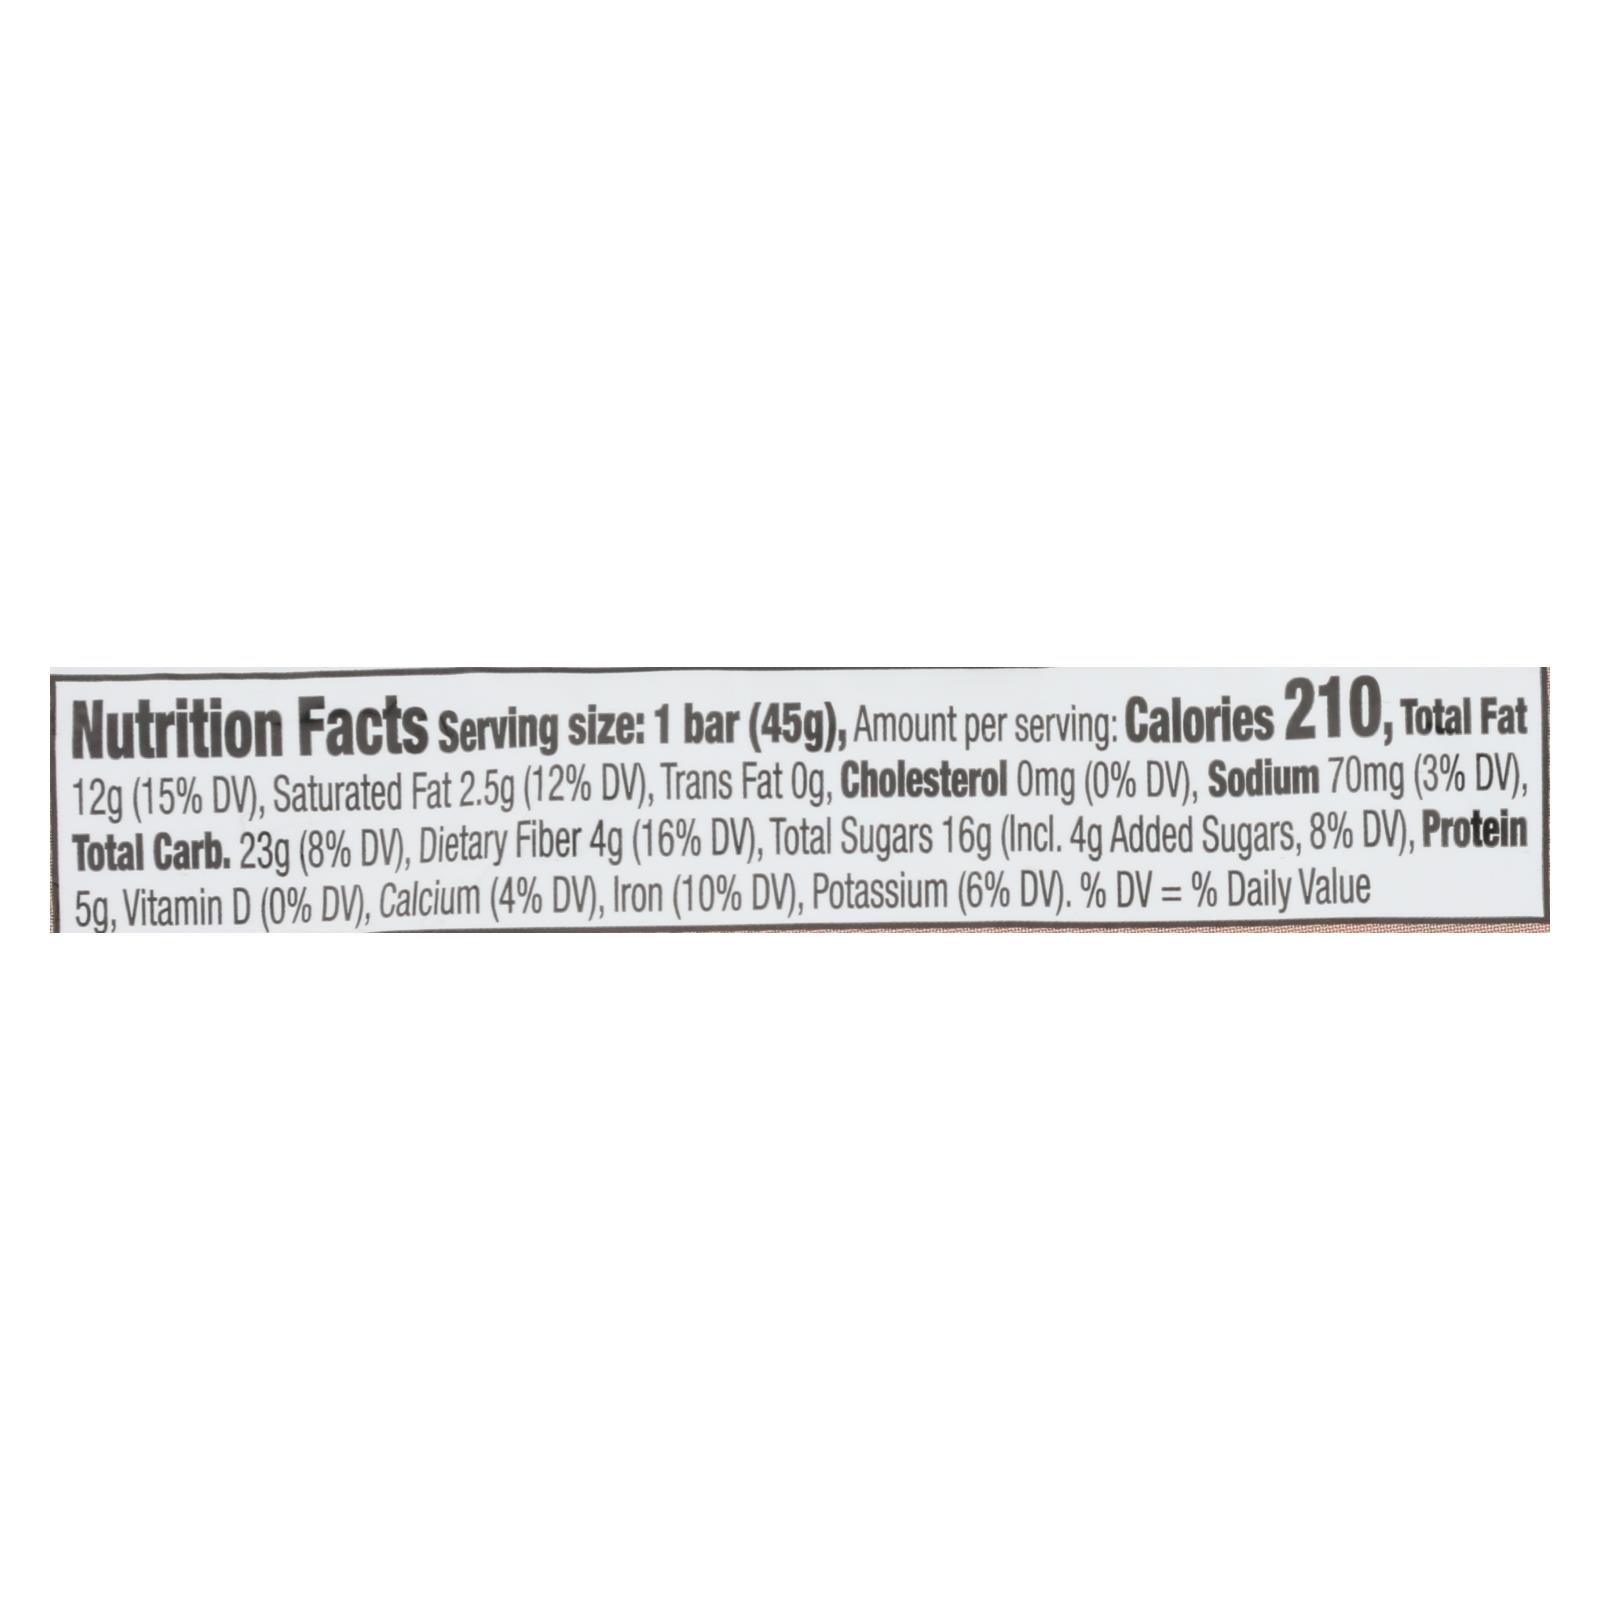 Nutrition Facts Serving size: 1 bar (45g), Amount per serving: Calories 210, Total Fat
12g (15% DV), Saturated Fat 2.5g (12% DV), Trans Fat 0g, Cholesterol 0mg (0% DV), Sodium 70mg (3% DV),
Total Carb. 23g (8% DV), Dietary Fiber 4g (16% DV), Total Sugars 16g (Incl. 4g Added Sugars, 8% DV), Protein
5g, Vitamin D (0% DV), Calcium (4% DV), Iron (10% DV), Potassium (6% DV). % DV = % Daily Value